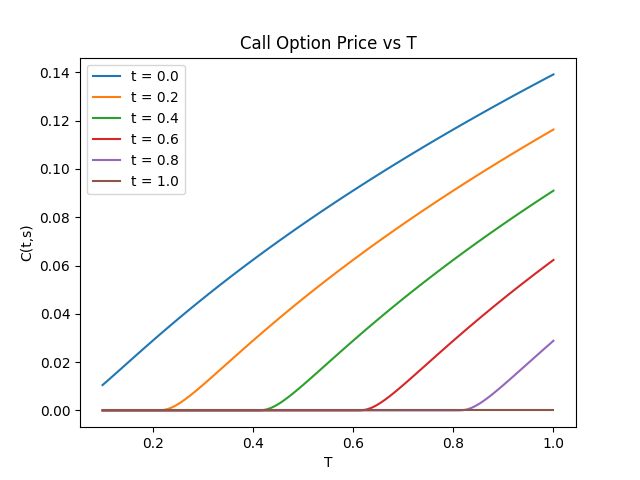 Call Option Price vs T
t = 0.0
t = 0.2
t = 0.4
t = 0.6
t = 0.8
t = 1.0
C(t,s)
0.14
0.12
0.10
0.08
0.06
0.04
0.02
0.00
0.2
0.4
0.6
0.8
1.0
T